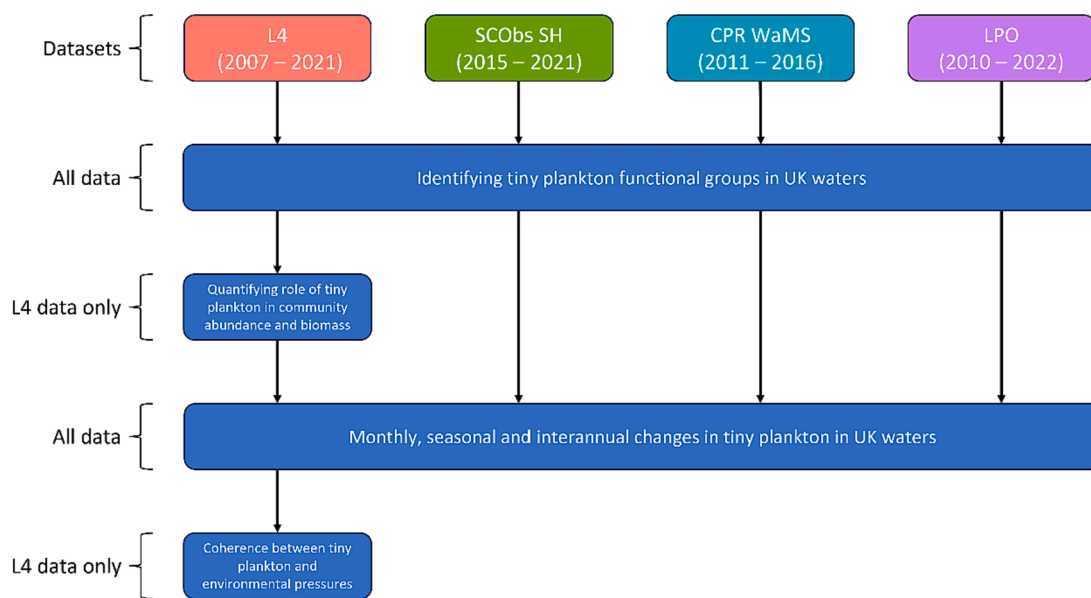 Datasets
L4
(2007 – 2021)
SCObs SH
(2015 – 2021)
CPR WaMS
(2011 – 2016)
LPO
(2010 – 2022)
All data
Identifying tiny plankton functional groups in UK waters
L4 data only
Quantifying role of tiny
plankton in community
abundance and biomass
All data
Monthly, seasonal and interannual changes in tiny plankton in UK waters
L4 data only
Coherence between tiny
plankton and
environmental pressures